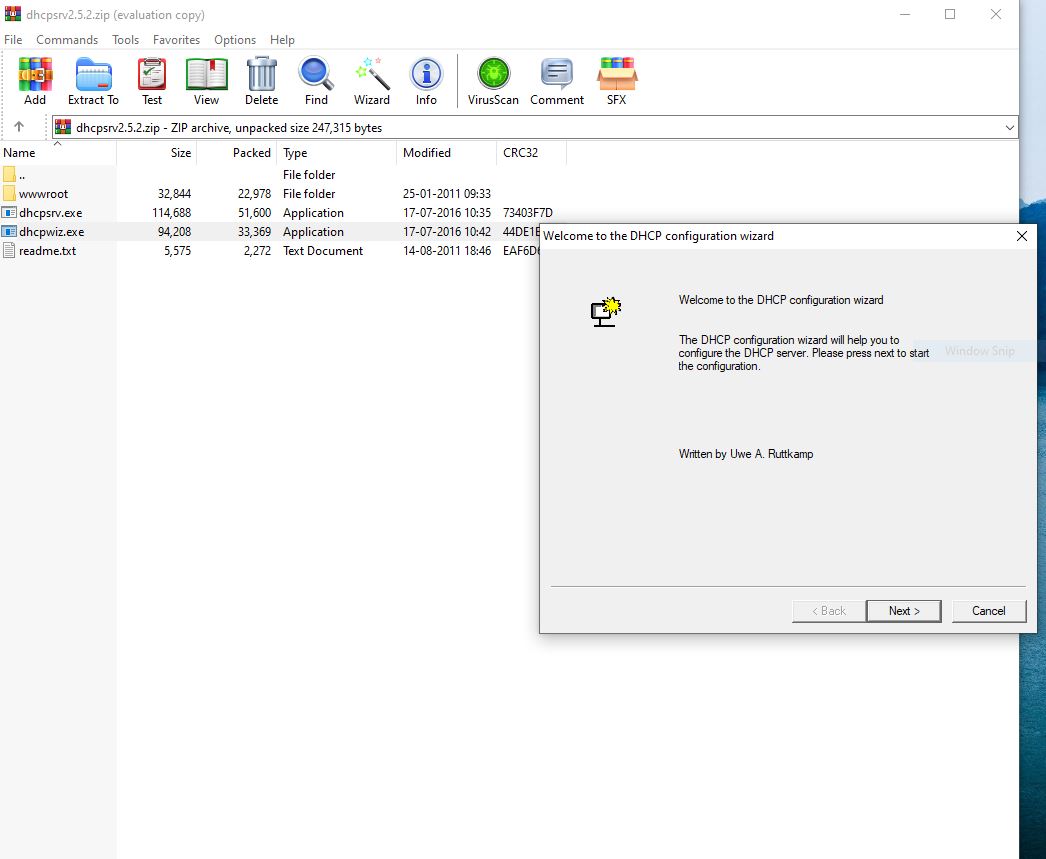 dhcpsrv2.5.2.zip (evaluation copy)
File Commands Tools Favorites Options Help
Add Extract To Test View Delete Find Wizard Info VirusScan Comment SFX
dhcpsrv2.5.2.zip - ZIP archive, unpacked size 247,315 bytes
Name Size Packed Type Modified CRC32
.. File folder
wwwroot 32,844 22,978 File folder 25-01-2011 09:33
dhcpsrv.exe 114,688 51,600 Application 17-07-2016 10:35 73403F7D
dhcpwiz.exe 94,208 33,369 Application 17-07-2016 10:42 44DE1E
readme.txt 5,575 2,272 Text Document 14-08-2011 18:46 EAF6D6
Welcome to the DHCP configuration wizard
Welcome to the DHCP configuration wizard
The DHCP configuration wizard will help you to
configure the DHCP server. Please press next to start
the configuration.
Window Snip
Written by Uwe A. Ruttkamp
< Back Next > Cancel